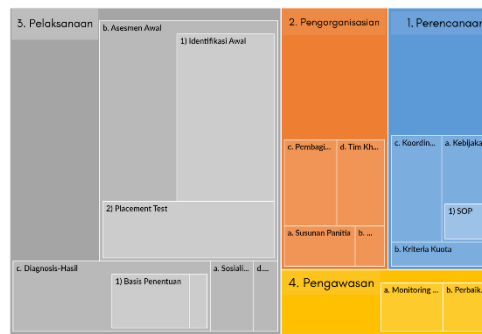 3. Pelaksanaan
b. Asesmen Awal
1) Identifikasi Awal
2) Placement Test
c. Diagnosis-Hasil
1) Basis Penentuan
a. Sosiali...
d....
2. Pengorganisasian
c. Pembagi...
d. Tim Kh...
a. Susunan Panitia
b. ...
1. Perencanaan
c. Koordin...
a. Kebijaka
1) SOP
b. Kriteria Kuota
4. Pengawasan
a. Monitoring ...
b. Perbaik.